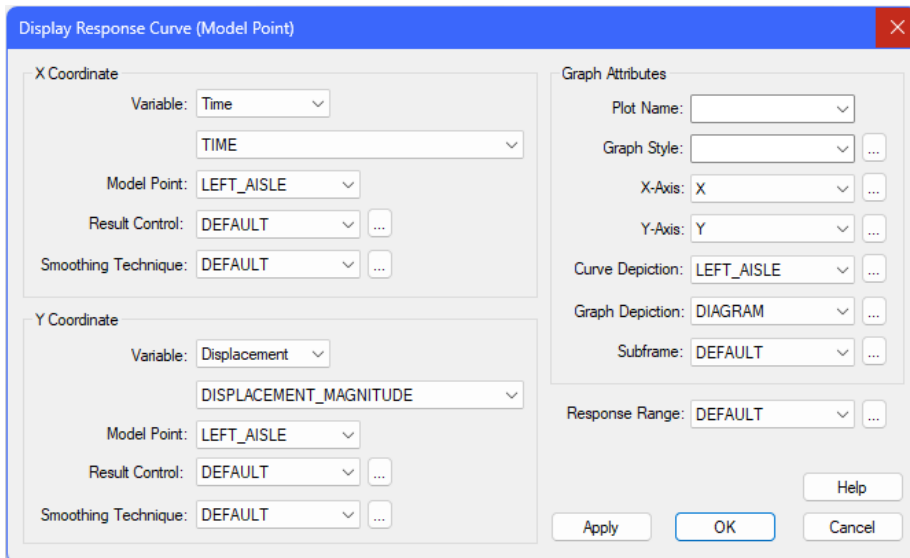 Display Response Curve (Model Point)
X Coordinate
Variable: Time
TIME
Model Point: LEFT_AISLE
Result Control: DEFAULT ...
Smoothing Technique: DEFAULT ...
Y Coordinate
Variable: Displacement
DISPLACEMENT_MAGNITUDE
Model Point: LEFT_AISLE
Result Control: DEFAULT ...
Smoothing Technique: DEFAULT ...
Graph Attributes
Plot Name:
Graph Style: ...
X-Axis: X ...
Y-Axis: Y ...
Curve Depiction: LEFT_AISLE ...
Graph Depiction: DIAGRAM ...
Subframe: DEFAULT ...
Response Range: DEFAULT ...
Help
Apply OK Cancel